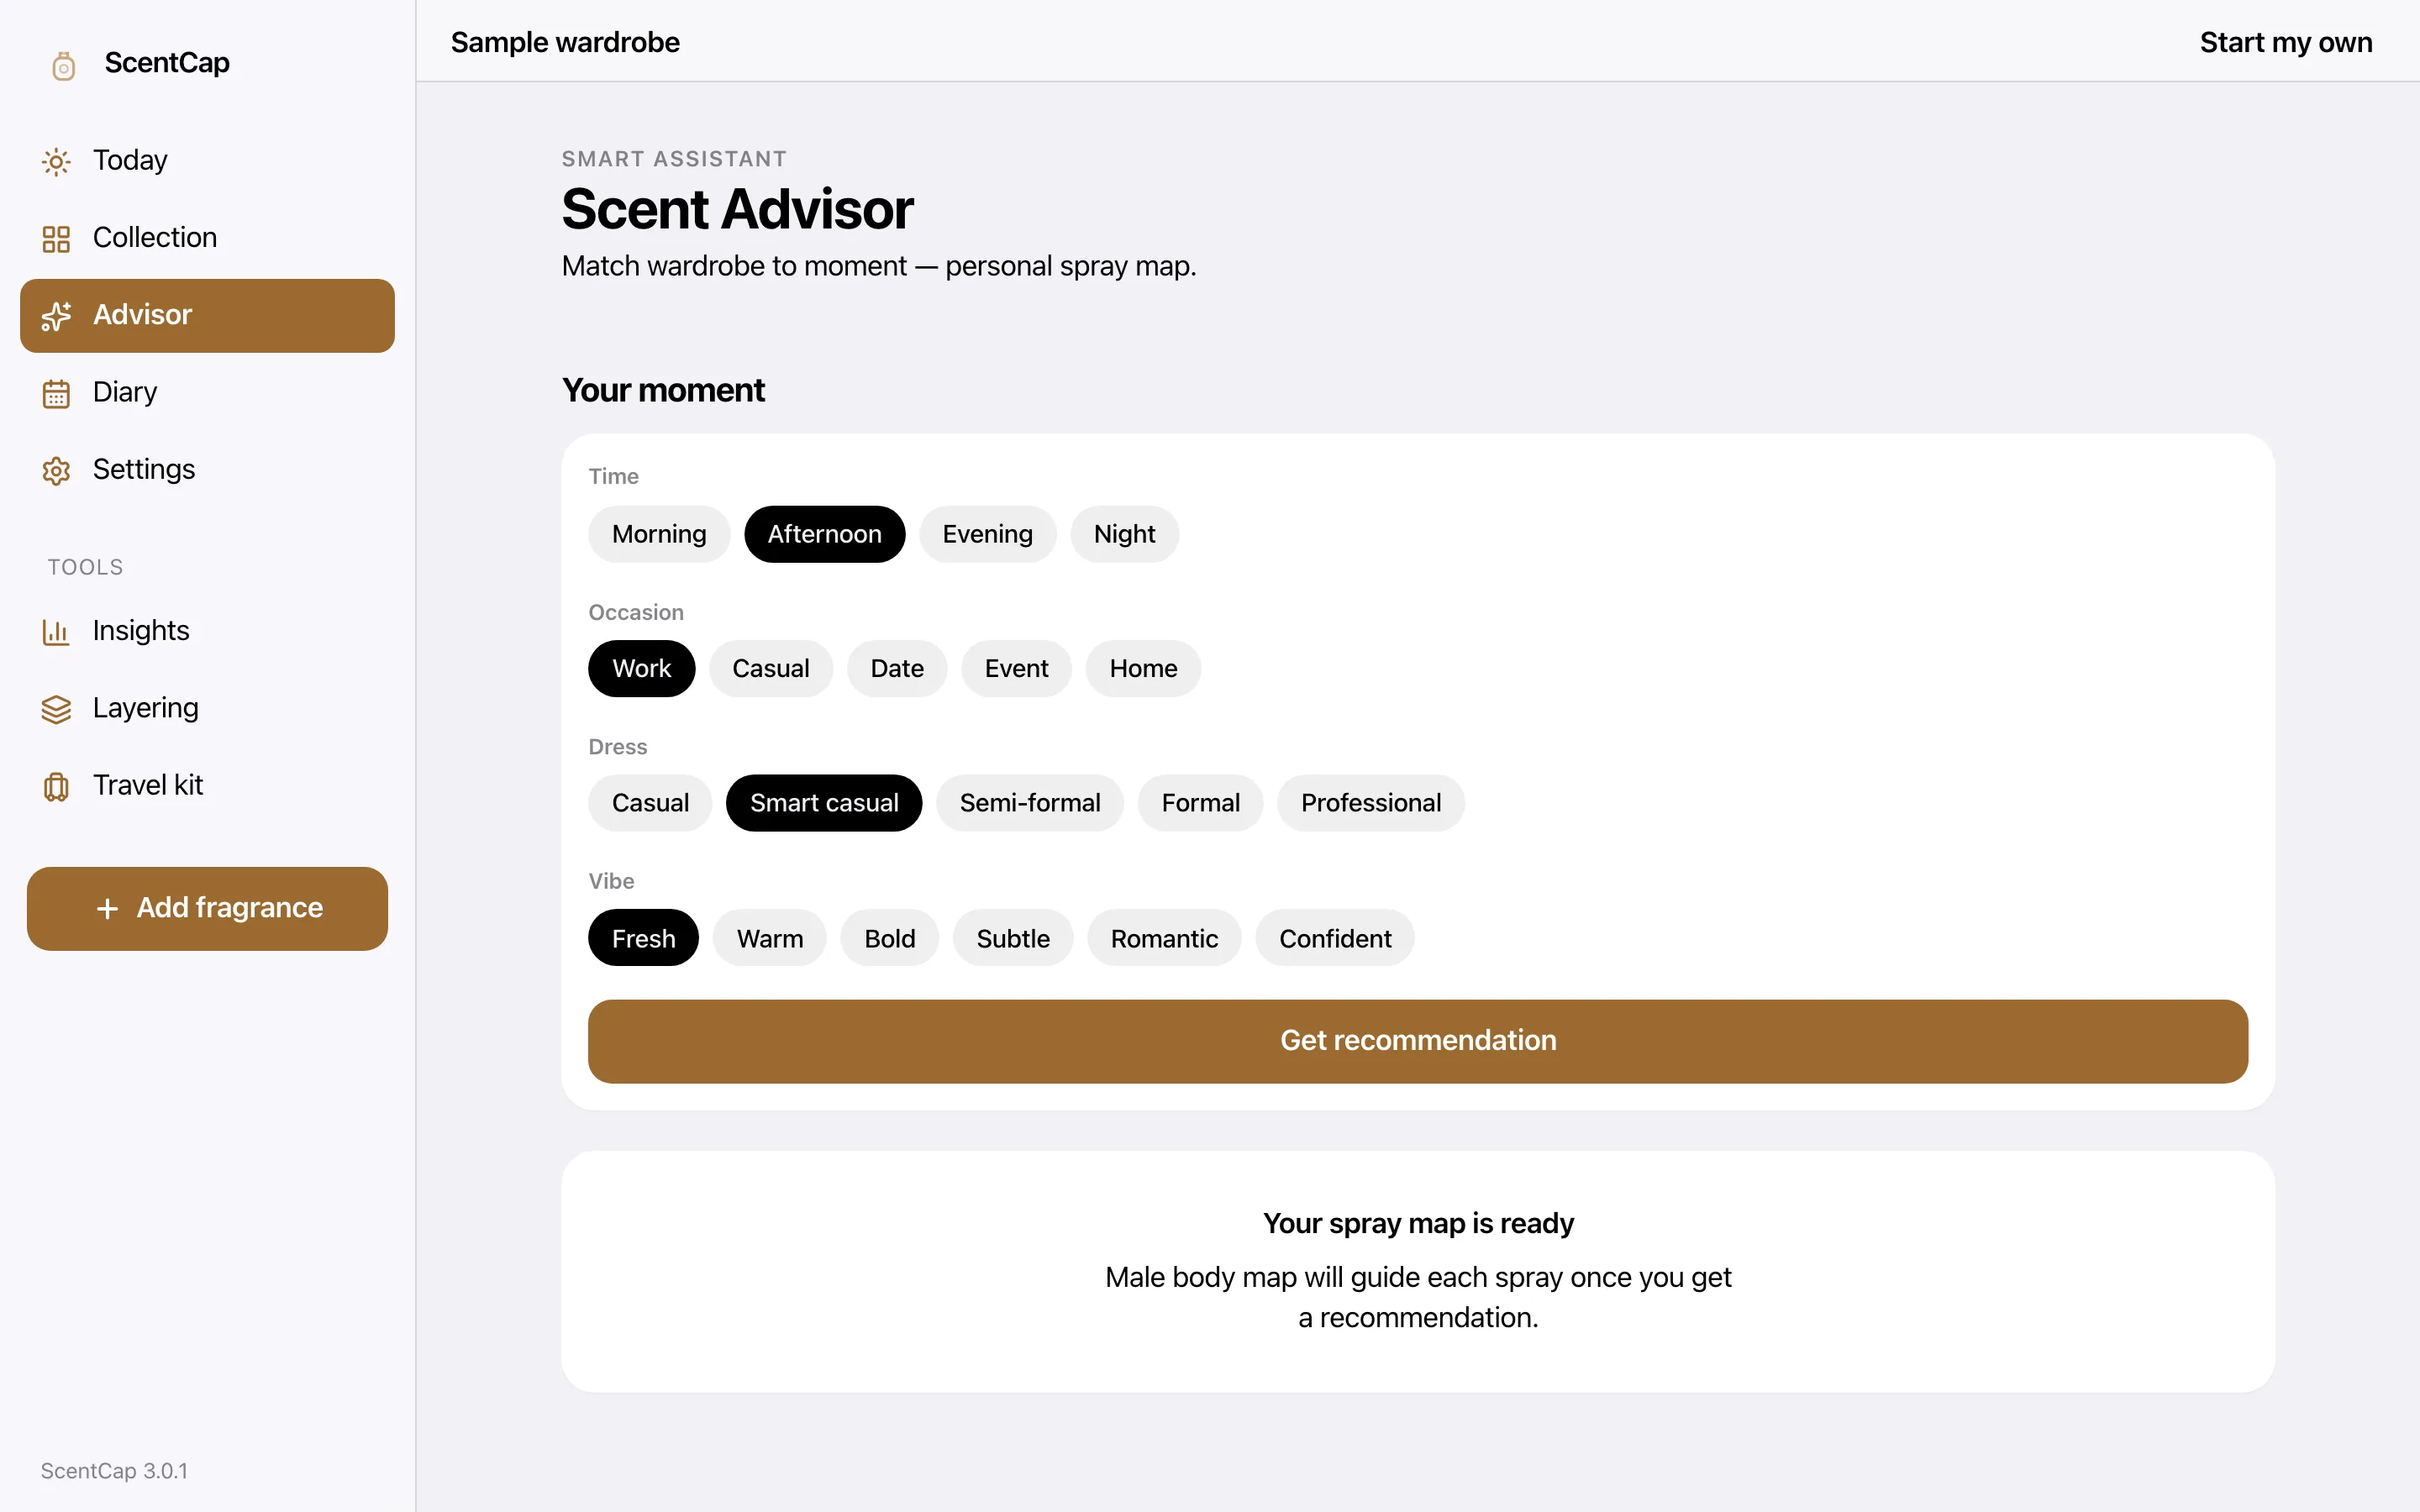 ScentCap
Today
Collection
Advisor
Diary
Settings
TOOLS
Insights
Layering
Travel kit
+ Add fragrance
ScentCap 3.0.1
Sample wardrobe
Start my own
SMART ASSISTANT
Scent Advisor
Match wardrobe to moment — personal spray map.
Your moment
Time
Morning Afternoon Evening Night
Occasion
Work Casual Date Event Home
Dress
Casual Smart casual Semi-formal Formal Professional
Vibe
Fresh Warm Bold Subtle Romantic Confident
Get recommendation
Your spray map is ready
Male body map will guide each spray once you get
a recommendation.